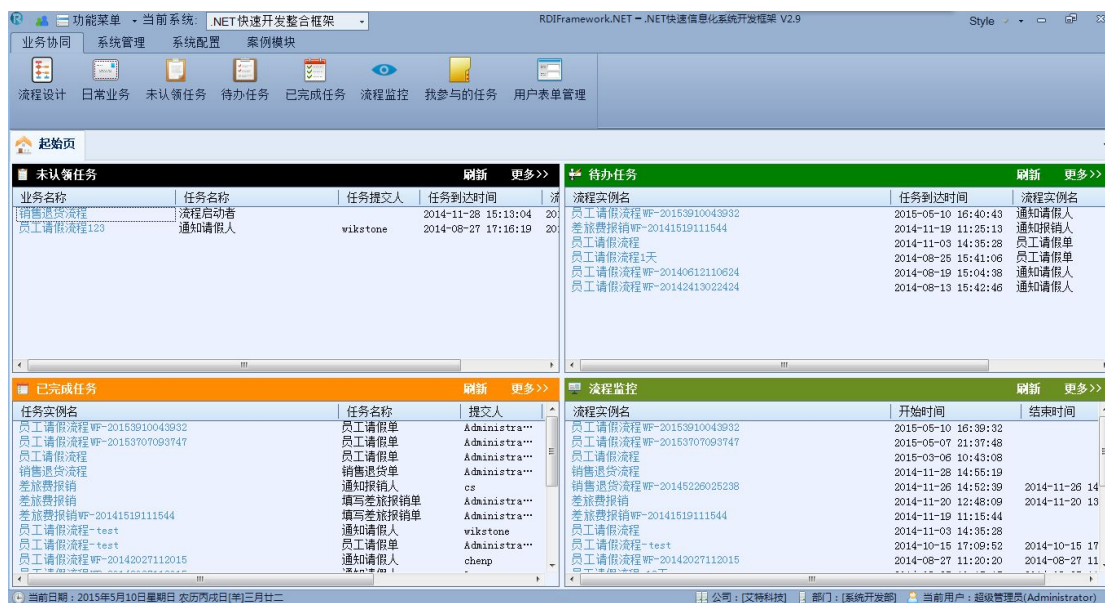 功能菜单 当前系统: .NET快速开发整合框架 RDIFramework.NET - .NET快速信息化系统开发框架 V2.9 Style
业务协同 系统管理 系统配置 案例模块
流程设计 日常业务 未认领任务 待办任务 已完成任务 流程监控 我参与的任务 用户表单管理
起始页
未认领任务 刷新 更多>>
业务名称 任务名称 任务提交人 任务到达时间
销售退货流程 流程启动者 2014-11-28 15:13:04
员工请假流程123 通知请假人 wikstone 2014-08-27 17:16:19
待办任务 刷新 更多>>
流程实例名 任务到达时间 流程实例名
员工请假流程WF-20153910043932 2015-05-10 16:40:43 通知请假人
差旅费报销WF-20141519111544 2014-11-19 11:25:13 通知报销人
员工请假流程 2014-11-03 14:35:28 员工请假单
员工请假流程1天 2014-08-25 15:41:06 员工请假单
员工请假流程WF-20140612110624 2014-08-19 15:04:38 通知请假人
员工请假流程WF-20142413022424 2014-08-13 15:42:46 通知请假人
已完成任务 刷新 更多>>
任务实例名 任务名称 提交人
员工请假流程WF-20153910043932 员工请假单 Administra…
员工请假流程WF-20153707093747 员工请假单 Administra…
员工请假流程 员工请假单 Administra…
销售退货流程 销售退货单 Administra…
差旅费报销 通知报销人 cs
差旅费报销 填写差旅报销单 Administra…
差旅费报销WF-20141519111544 填写差旅报销单 Administra…
员工请假流程-test 通知请假人 wikstone
员工请假流程-test 员工请假单 Administra…
员工请假流程WF-20142027112015 通知请假人 chenp
流程监控 刷新 更多>>
流程实例名 开始时间 结束时间
员工请假流程WF-20153910043932 2015-05-10 16:39:32
员工请假流程WF-20153707093747 2015-05-07 21:37:48
员工请假流程 2015-03-06 10:43:08
销售退货流程 2014-11-28 14:55:19
销售退货流程WF-20145226025238 2014-11-26 14:52:39 2014-11-26 14
差旅费报销 2014-11-20 12:48:09 2014-11-20 13
差旅费报销WF-20141519111544 2014-11-19 11:15:44
员工请假流程 2014-11-03 14:35:28
员工请假流程-test 2014-10-15 17:09:52 2014-10-15 17
员工请假流程WF-20142027112015 2014-08-27 11:20:20 2014-08-27 11
当前日期：2015年5月10日星期日 农历丙戌日[羊]三月廿二 公司：[艾特科技] 部门：[系统开发部] 当前用户：超级管理员(Administrator)